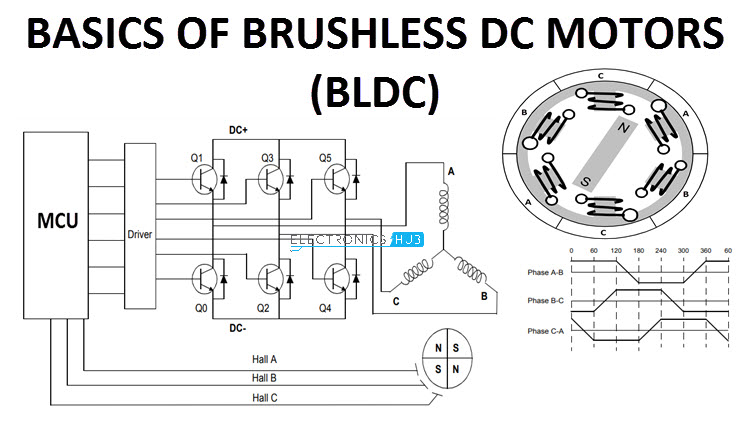 BASICS OF BRUSHLESS DC MOTORS
(BLDC)
MCU
Driver
DC+
Q1
Q3
Q5
Q0
Q2
Q4
DC-
ELECTRONICS HUB
A
B
C
Hall A
Hall B
Hall C
N S
S N
C
A
B
N
S
B
A
C
0 60 120 180 240 300 360 60
Phase A-B
Phase B-C
Phase C-A